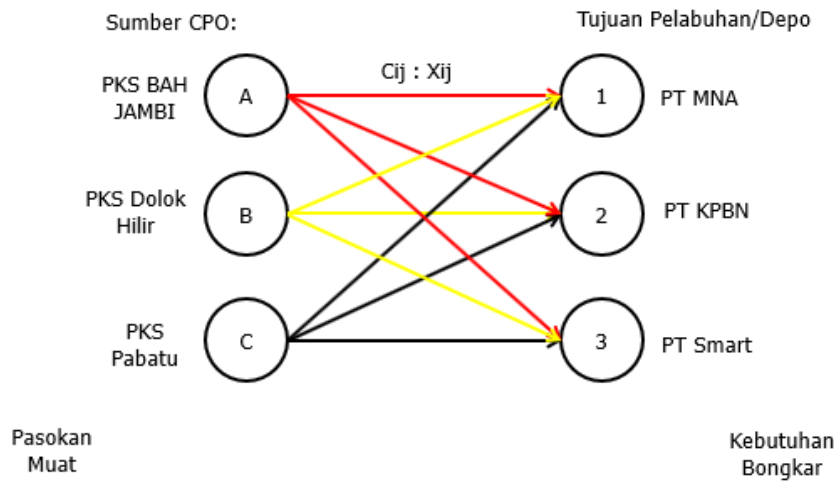 Sumber CPO:
Tujuan Pelabuhan/Depo
PKS BAH
JAMBI
A
Cij : Xij
1
PT MNA
PKS Dolok
Hilir
B
2
PT KPBN
PKS
Pabatu
C
3
PT Smart
Pasokan
Muat
Kebutuhan
Bongkar